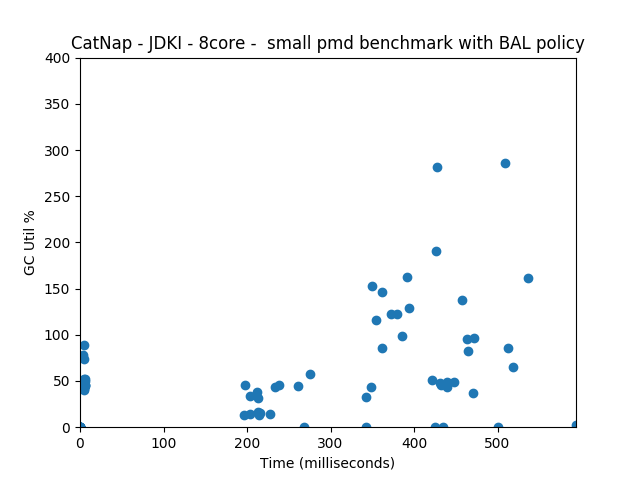 CatNap - JDKI - 8core -  small pmd benchmark with BAL policy
400
350
300
250
200
150
100
50
0
GC Util %
0 100 200 300 400 500
Time (milliseconds)